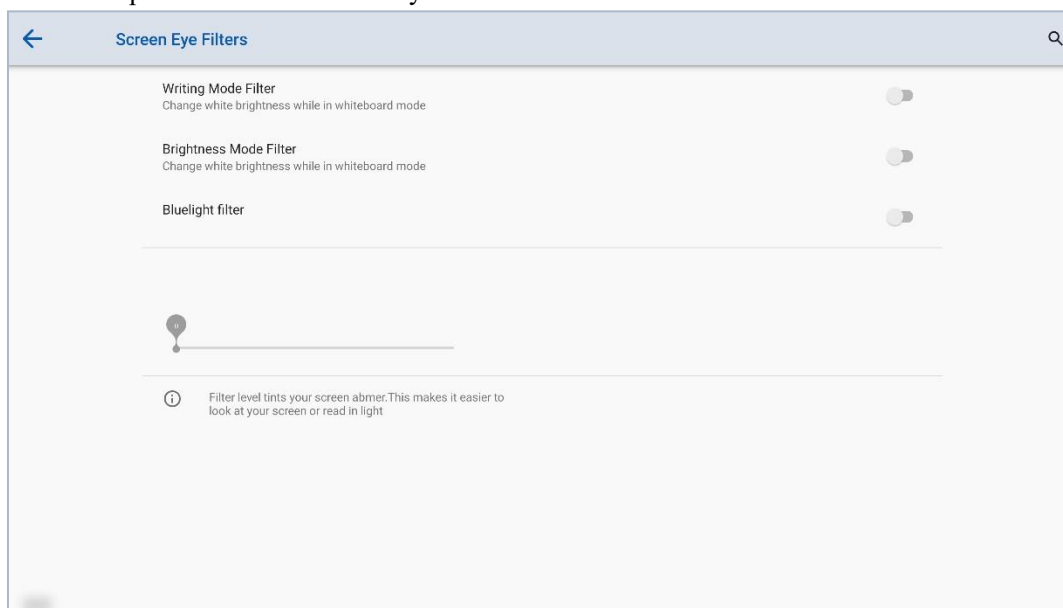 Screen Eye Filters
Writing Mode Filter
Change white brightness while in whiteboard mode
Brightness Mode Filter
Change white brightness while in whiteboard mode
Bluelight filter
0
Filter level tints your screen abmer.This makes it easier to
look at your screen or read in light